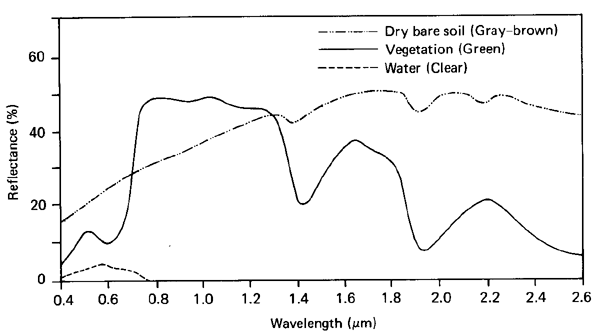 Dry bare soil (Gray-brown)
Vegetation (Green)
Water (Clear)
Reflectance (%)
60
40
20
0
0.4 0.6 0.8 1.0 1.2 1.4 1.6 1.8 2.0 2.2 2.4 2.6
Wavelength (μm)